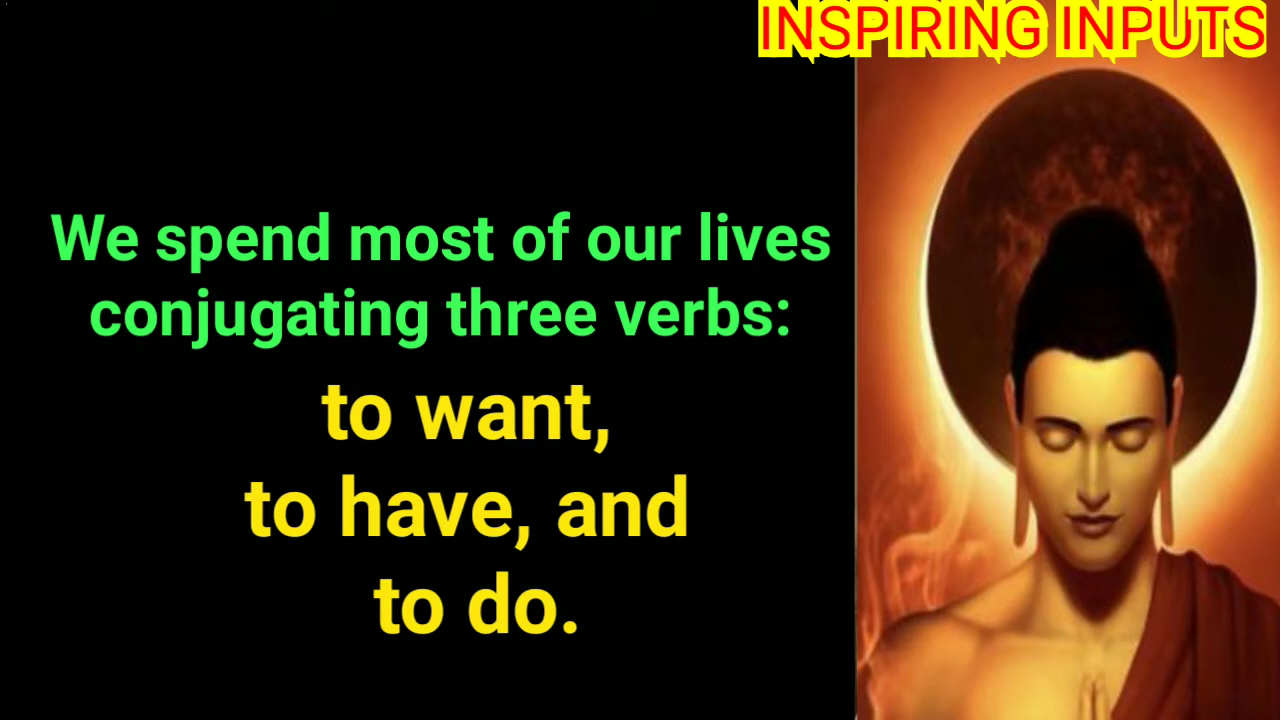 INSPIRING INPUTS
We spend most of our lives
conjugating three verbs:
to want,
to have, and
to do.